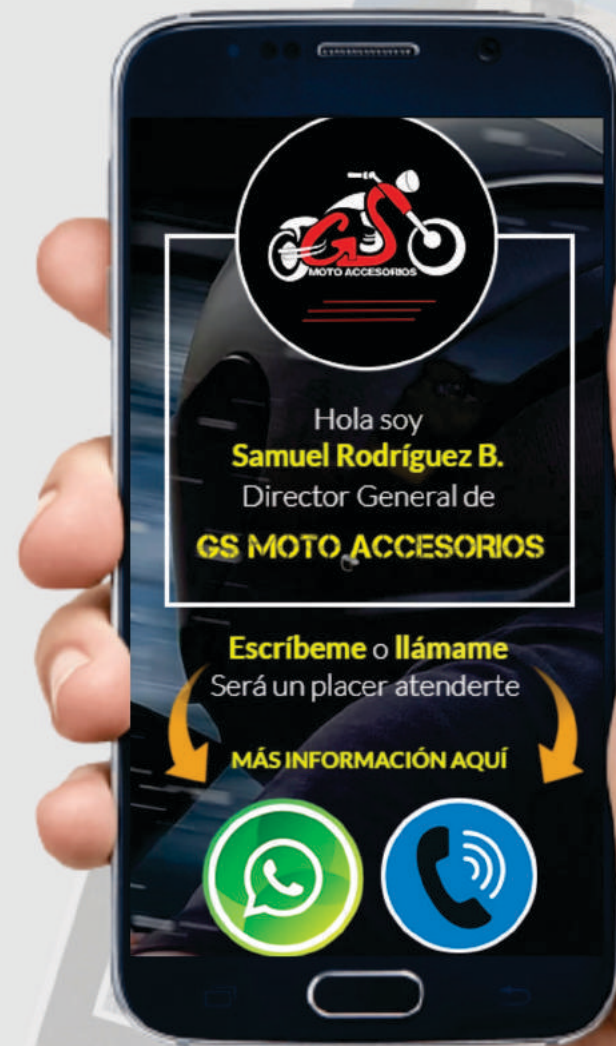 GS
MOTO ACCESORIOS
Hola soy
Samuel Rodríguez B.
Director General de
GS MOTO ACCESORIOS
Escríbeme o llámame
Será un placer atenderte
MÁS INFORMACIÓN AQUÍ